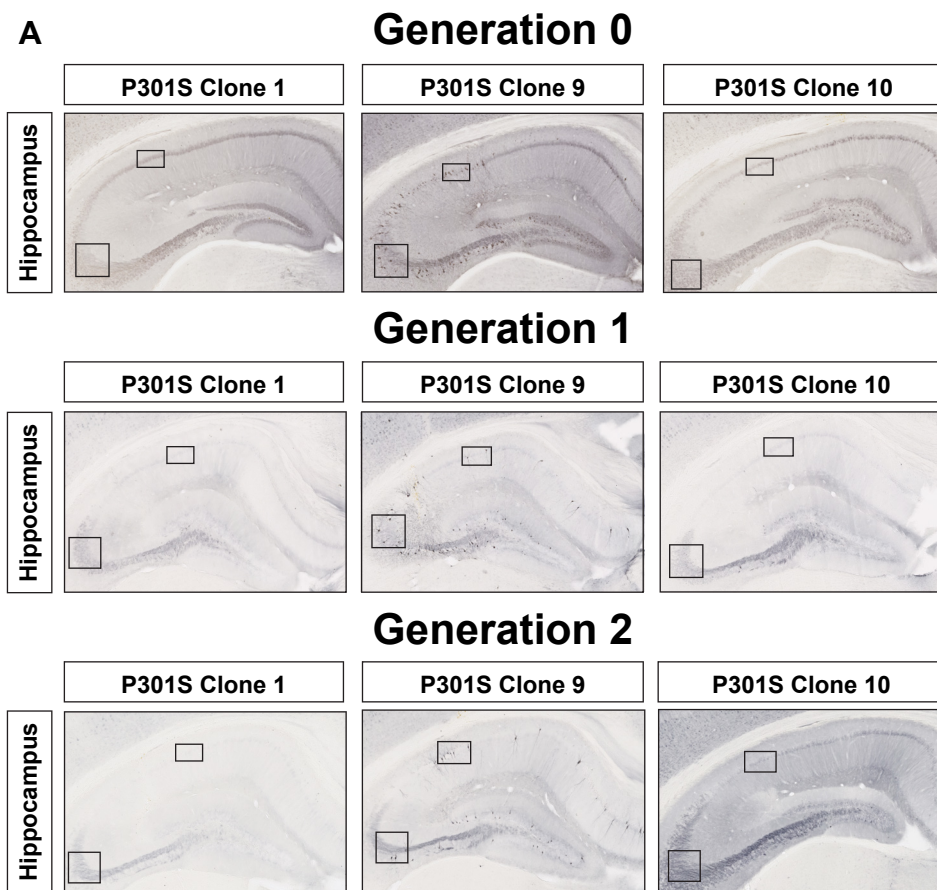 A
Generation 0
P301S Clone 1
P301S Clone 9
P301S Clone 10
Hippocampus
Generation 1
P301S Clone 1
P301S Clone 9
P301S Clone 10
Hippocampus
Generation 2
P301S Clone 1
P301S Clone 9
P301S Clone 10
Hippocampus